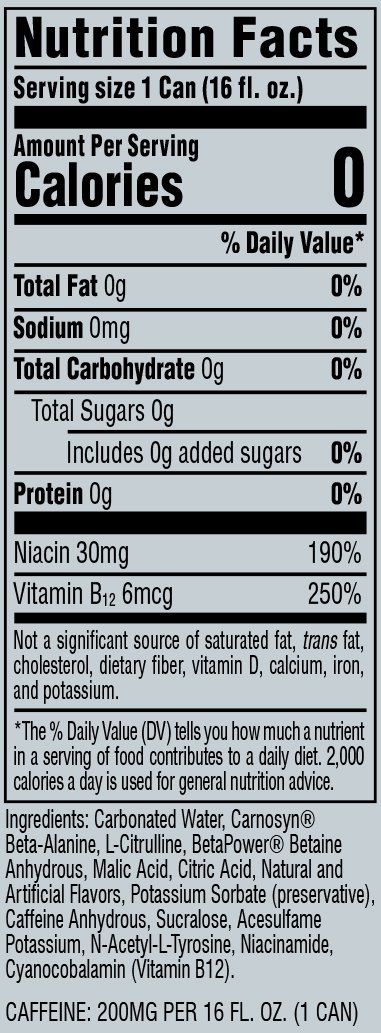 Nutrition Facts
Serving size 1 Can (16 fl. oz.)
Amount Per Serving
Calories 0
% Daily Value*
Total Fat 0g 0%
Sodium 0mg 0%
Total Carbohydrate 0g 0%
Total Sugars 0g
Includes 0g added sugars 0%
Protein 0g 0%
Niacin 30mg 190%
Vitamin B12 6mcg 250%
Not a significant source of saturated fat, trans fat,
cholesterol, dietary fiber, vitamin D, calcium, iron,
and potassium.
*The % Daily Value (DV) tells you how much a nutrient
in a serving of food contributes to a daily diet. 2,000
calories a day is used for general nutrition advice.
Ingredients: Carbonated Water, Carnosyn®
Beta-Alanine, L-Citrulline, BetaPower® Betaine
Anhydrous, Malic Acid, Citric Acid, Natural and
Artificial Flavors, Potassium Sorbate (preservative),
Caffeine Anhydrous, Sucralose, Acesulfame
Potassium, N-Acetyl-L-Tyrosine, Niacinamide,
Cyanocobalamin (Vitamin B12).
CAFFEINE: 200MG PER 16 FL. OZ. (1 CAN)